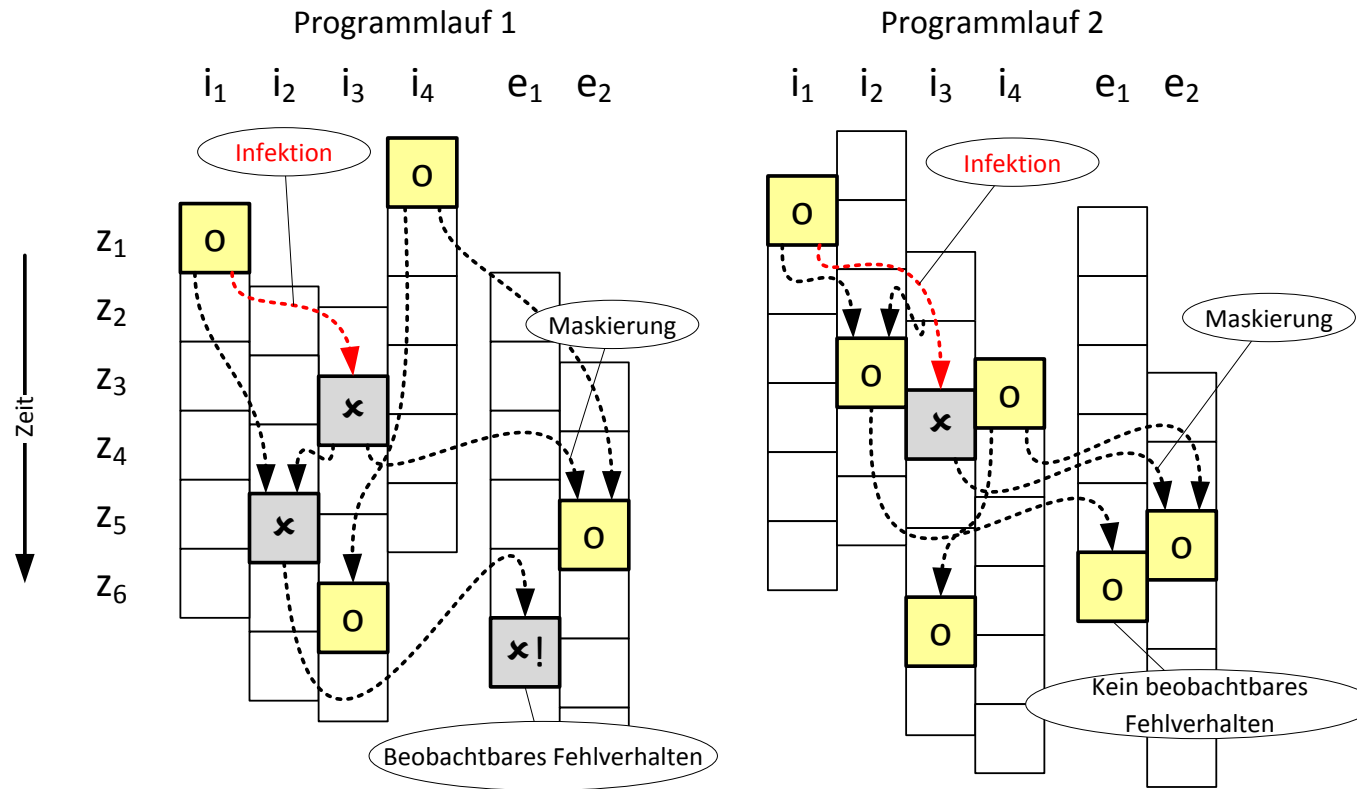 Programmlauf 1
Programmlauf 2
i₁ i₂ i₃ i₄ e₁ e₂
i₁ i₂ i₃ i₄ e₁ e₂
Infektion
Infektion
o
o
o
z₁
z₂
z₃
z₄
z₅
z₆
Zeit
Maskierung
Maskierung
×
o
×
o
×
o
o
o
o
o
×!
o
Beobachtbares Fehlverhalten
Kein beobachtbares
Fehlverhalten